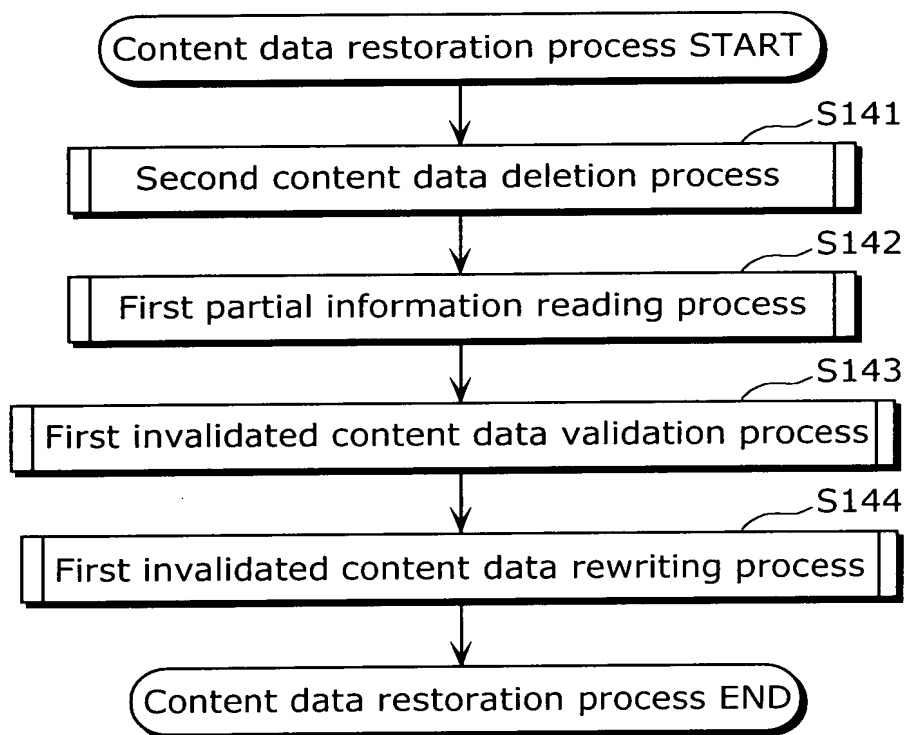 Content data restoration process START
S141
Second content data deletion process
S142
First partial information reading process
S143
First invalidated content data validation process
S144
First invalidated content data rewriting process
Content data restoration process END